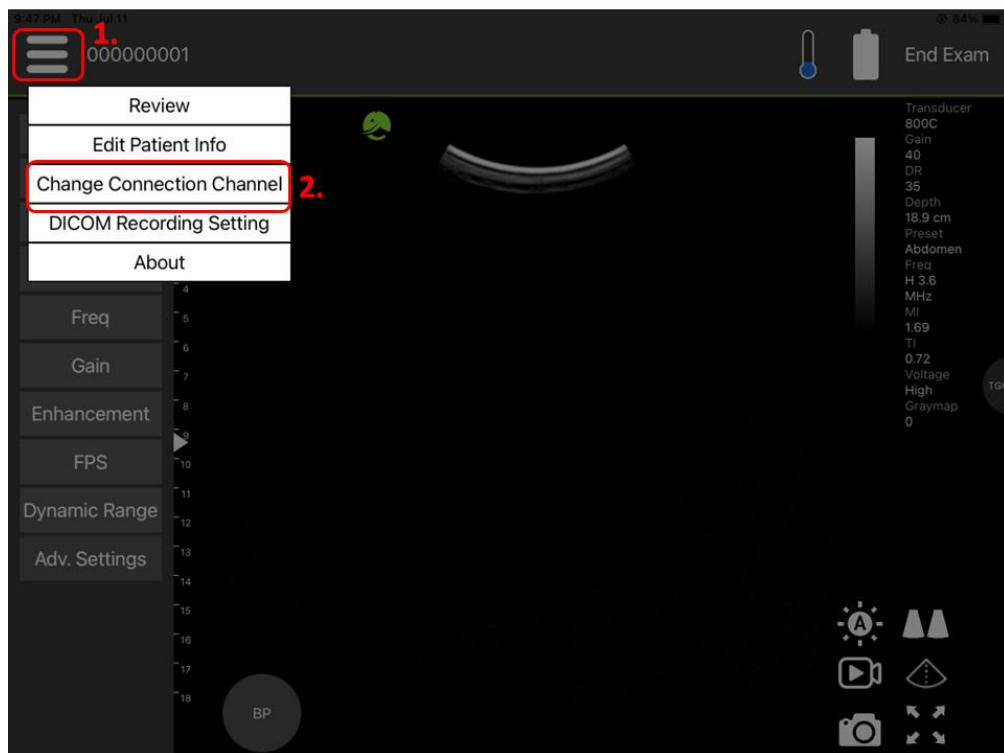 9:47 PM Thu Jul 11
84%
1.
000000001
End Exam
Review
Edit Patient Info
Change Connection Channel
2.
DICOM Recording Setting
About
Freq
Gain
Enhancement
FPS
Dynamic Range
Adv. Settings
4
5
6
7
8
9
10
11
12
13
14
15
16
17
18
BP
Transducer
800C
Gain
40
DR
35
Depth
18.9 cm
Preset
Abdomen
Freq
H 3.6
MHz
MI
1.69
TI
0.72
Voltage
High
Graymap
0
TG
A